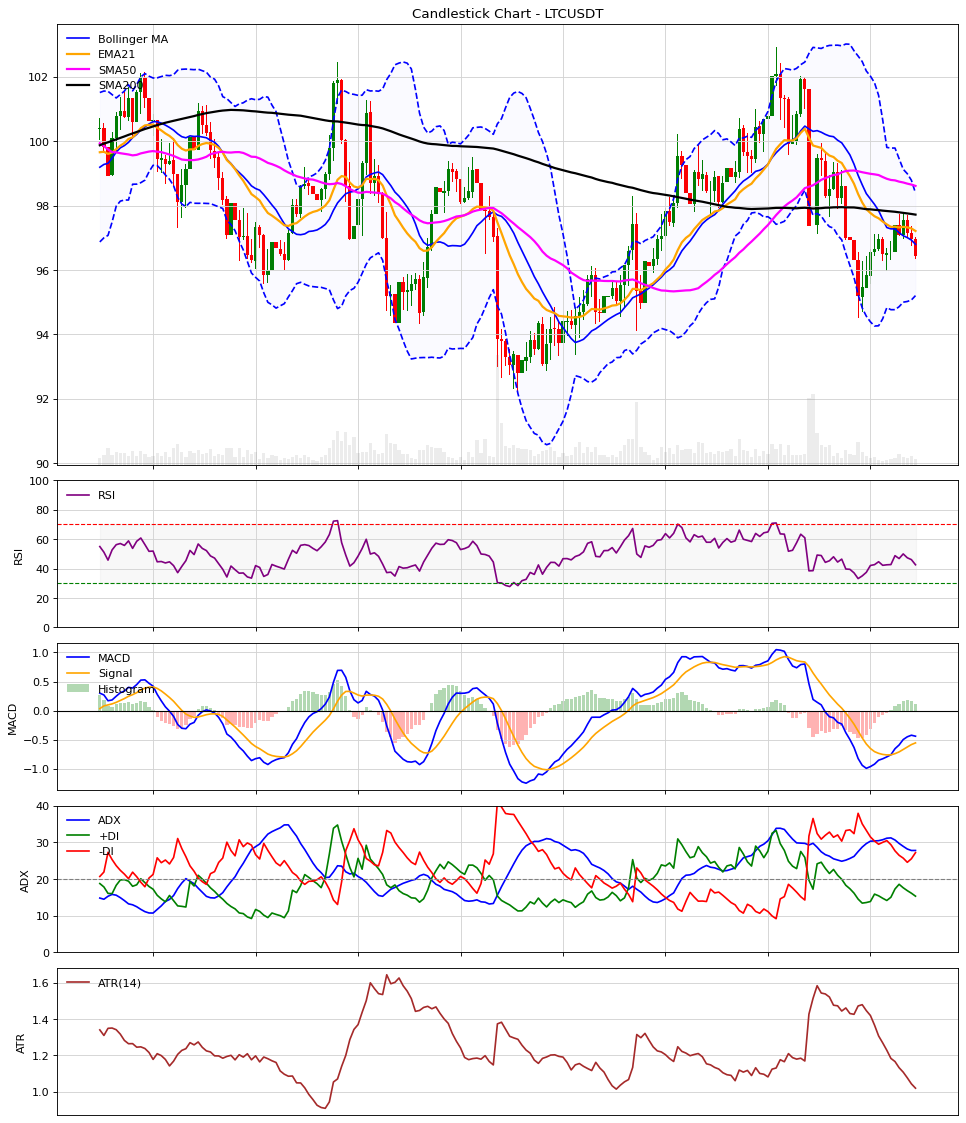 Candlestick Chart - LTCUSDT
Bollinger MA
EMA21
SMA50
SMA200
102
100
98
96
94
92
90
RSI
RSI
100
80
60
40
20
0
MACD
Signal
Histogram
MACD
1.0
0.5
0.0
−0.5
−1.0
ADX
+DI
-DI
ADX
40
30
20
10
0
ATR(14)
ATR
1.6
1.4
1.2
1.0